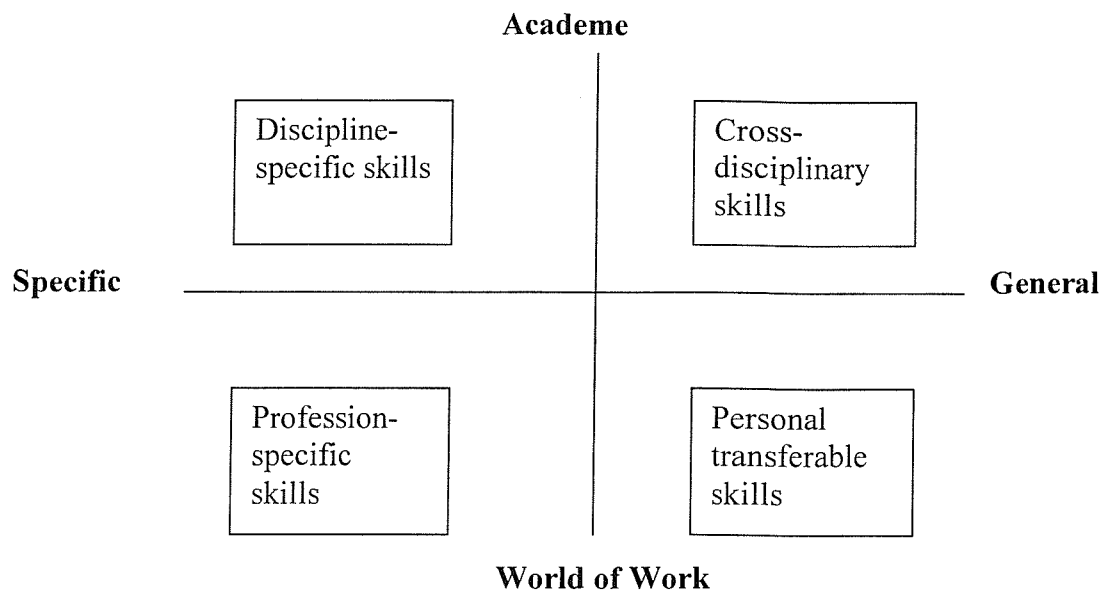 Academe
Discipline-
specific skills
Cross-
disciplinary
skills
Specific
General
Profession-
specific
skills
Personal
transferable
skills
World of Work